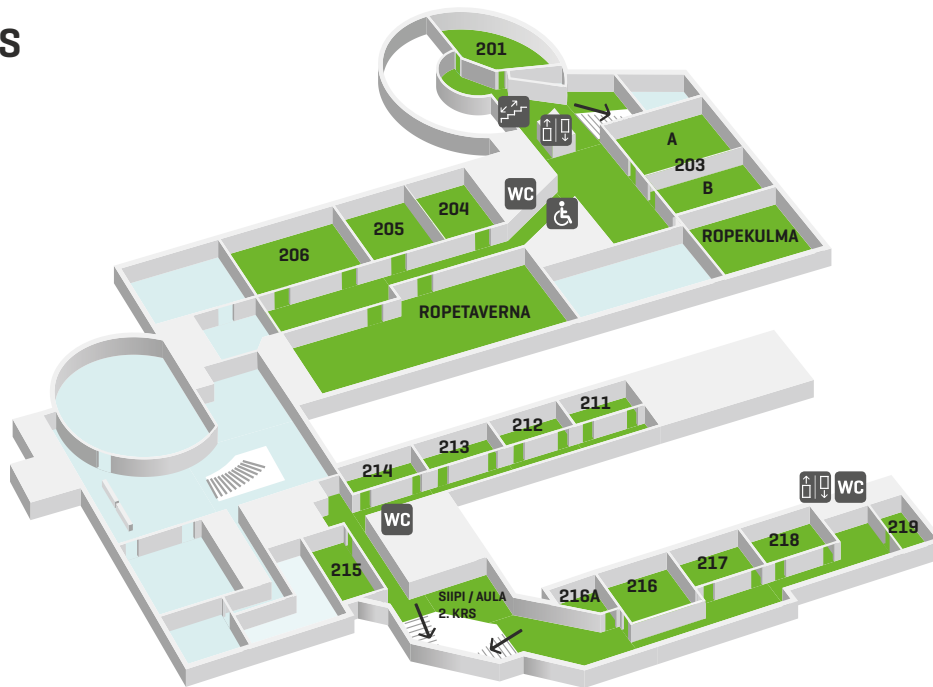 S
201
A
203
B
WC
204
205
206
ROPEKULMA
ROPETAVERNA
211
212
213
214
WC
WC
219
218
217
216
216A
215
SIIPI / AULA
2. KRS